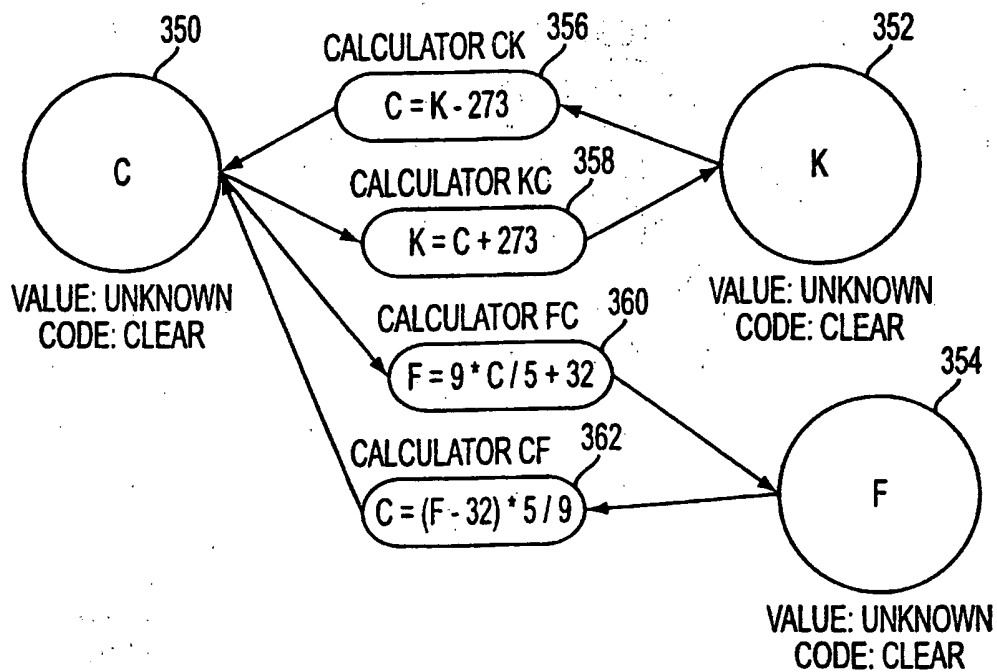 350
CALCULATOR CK
356
352
C = K - 273
C
K
CALCULATOR KC
358
K = C + 273
VALUE: UNKNOWN
CODE: CLEAR
VALUE: UNKNOWN
CODE: CLEAR
CALCULATOR FC
360
F = 9 * C / 5 + 32
354
CALCULATOR CF
362
C = (F - 32) * 5 / 9
F
VALUE: UNKNOWN
CODE: CLEAR